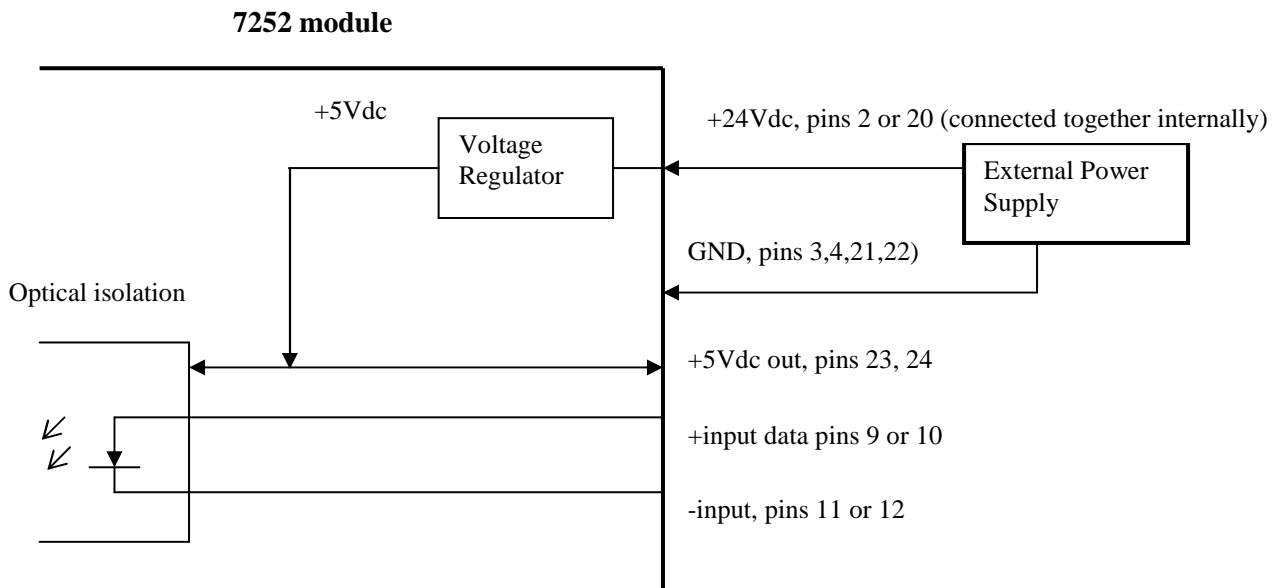 7252 module
+5Vdc
+24Vdc, pins 2 or 20 (connected together internally)
Voltage
Regulator
External Power
Supply
GND, pins 3,4,21,22)
Optical isolation
+5Vdc out, pins 23, 24
+input data pins 9 or 10
-input, pins 11 or 12